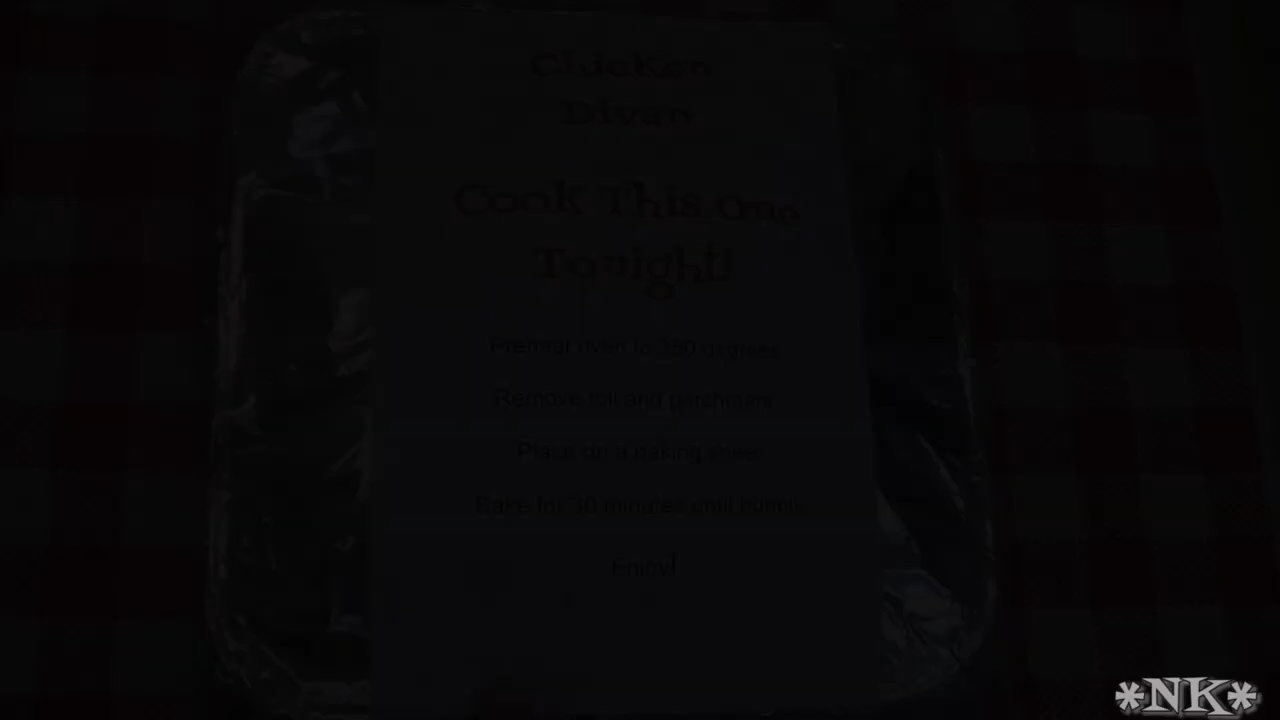 Chicken
Divan
Cook This One
Tonight!
Preheat oven to 350 degrees
Remove foil and parchment
Place on a baking sheet
Bake for 30 minutes until bubbly
Enjoy!
*NK*